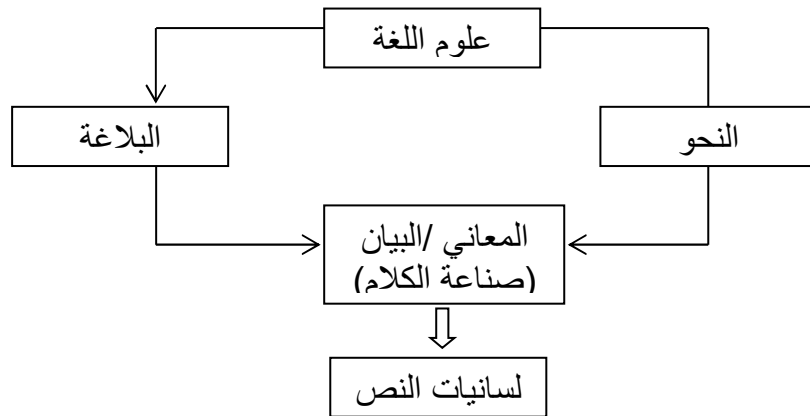 علوم اللغة
النحو
البلاغة
المعاني /البيان
(صناعة الكلام)
لسانيات النص